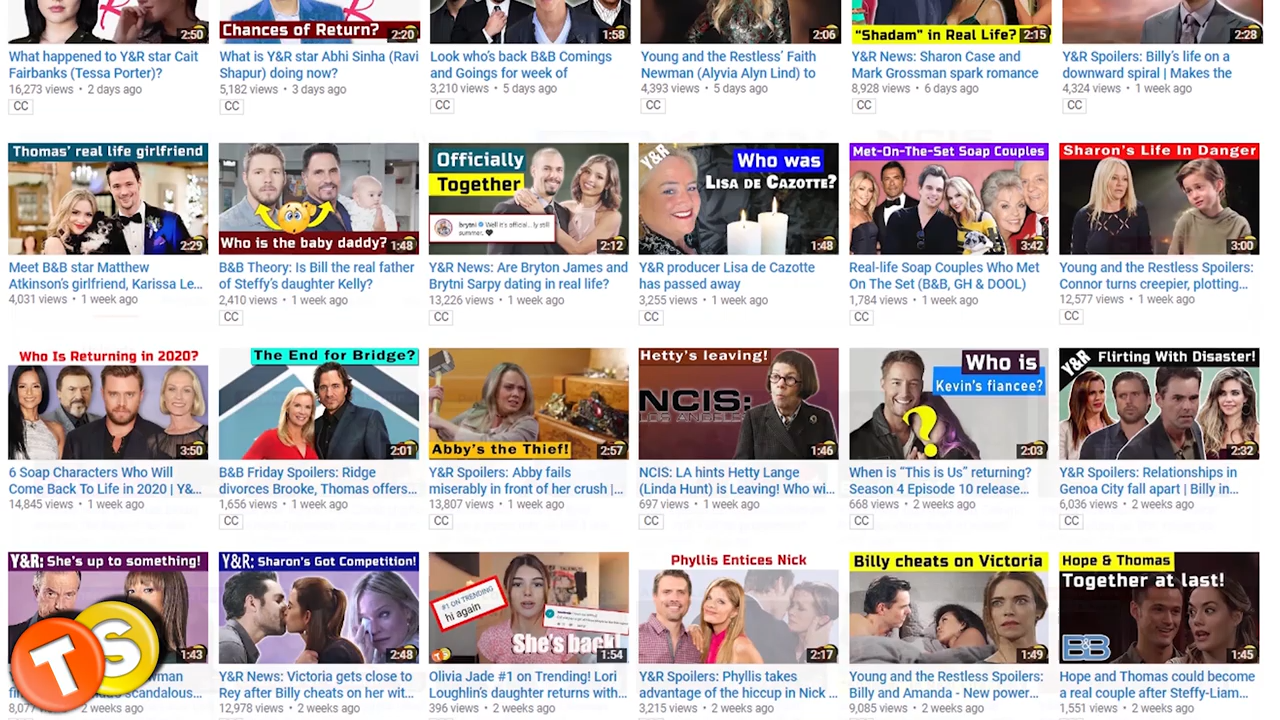 R
2:50
Chances of Return?
2:20
1:58
2:06
"Shadam" in Real Life?
2:15
2:28
What happened to Y&R star Cait
Fairbanks (Tessa Porter)?
16,273 views • 2 days ago
CC
What is Y&R star Abhi Sinha (Ravi
Shapur) doing now?
5,182 views • 3 days ago
CC
Look who's back B&B Comings
and Goings for week of
3,210 views • 5 days ago
CC
Young and the Restless' Faith
Newman (Alyvia Alyn Lind) to
4,393 views • 5 days ago
CC
Y&R News: Sharon Case and
Mark Grossman spark romance
8,928 views • 6 days ago
CC
Y&R Spoilers: Billy's life on a
downward spiral | Makes the
4,324 views • 1 week ago
CC
Thomas' real life girlfriend
2:29
Who is the baby daddy?
1:48
Officially
Together
brytni Well it's official...
summer.
2:12
Y&R
Who was
LISA DE CAZOTTE?
1:48
Met-On-The-Set Soap Couples
3:42
Sharon's Life In Danger
3:00
Meet B&B star Matthew
Atkinson's girlfriend, Karissa Le...
4,031 views • 1 week ago
B&B Theory: Is Bill the real father
of Steffy's daughter Kelly?
2,410 views • 1 week ago
CC
Y&R News: Are Bryton James and
Brytni Sarpy dating in real life?
13,226 views • 1 week ago
CC
Y&R producer Lisa de Cazotte
has passed away
3,255 views • 1 week ago
CC
Real-life Soap Couples Who Met
On The Set (B&B, GH & DOOL)
1,784 views • 1 week ago
CC
Young and the Restless Spoilers:
Connor turns creepier, plotting...
12,577 views • 1 week ago
CC
Who Is Returning in 2020?
3:50
The End for Bridge?
2:01
Abby's the Thief!
2:57
Hetty's leaving!
NCIS:
LOS ANGELES
1:46
Who is
Kevin's fiancee?
?
2:03
Y&R
Flirting With Disaster!
2:32
6 Soap Characters Who Will
Come Back To Life in 2020 | Y&...
14,845 views • 1 week ago
B&B Friday Spoilers: Ridge
divorces Brooke, Thomas offers...
1,656 views • 1 week ago
CC
Y&R Spoilers: Abby fails
miserably in front of her crush |...
13,807 views • 1 week ago
CC
NCIS: LA hints Hetty Lange
(Linda Hunt) is Leaving! Who wi...
697 views • 1 week ago
CC
When is "This is Us" returning?
Season 4 Episode 10 release...
668 views • 2 weeks ago
CC
Y&R Spoilers: Relationships in
Genoa City fall apart | Billy in...
6,036 views • 2 weeks ago
CC
Y&R: She's up to something!
1:43
Y&R: Sharon's Got Competition!
2:48
#1 ON TRENDING
hi again
She's back!
1:54
Phyllis Entices Nick
2:17
Billy cheats on Victoria
1:49
Hope & Thomas
Together at last!
B&B
1:45
TS
scandalous...
8,077 2 weeks ago
Y&R News: Victoria gets close to
Rey after Billy cheats on her wit...
12,978 views • 2 weeks ago
CC
Olivia Jade #1 on Trending! Lori
Loughlin's daughter returns with...
396 views • 2 weeks ago
Y&R Spoilers: Phyllis takes
advantage of the hiccup in Nick ...
3,215 views • 2 weeks ago
Young and the Restless Spoilers:
Billy and Amanda - New power...
9,085 views • 2 weeks ago
Hope and Thomas could become
a real couple after Steffy-Liam...
1,551 views • 2 weeks ago